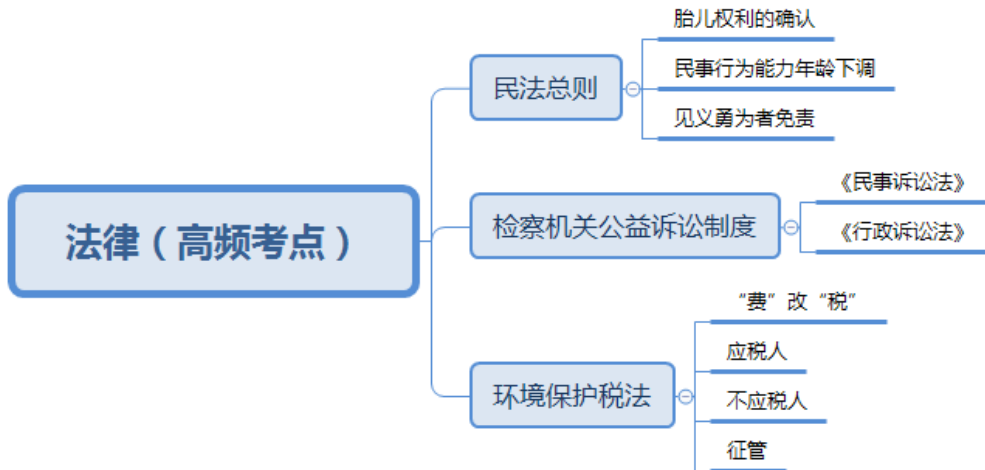 胎儿权利的确认
民法总则
民事行为能力年龄下调
见义勇为者免责
法律（高频考点）
检察机关公益诉讼制度
《民事诉讼法》
《行政诉讼法》
环境保护税法
“费”改“税”
应税人
不应税人
征管